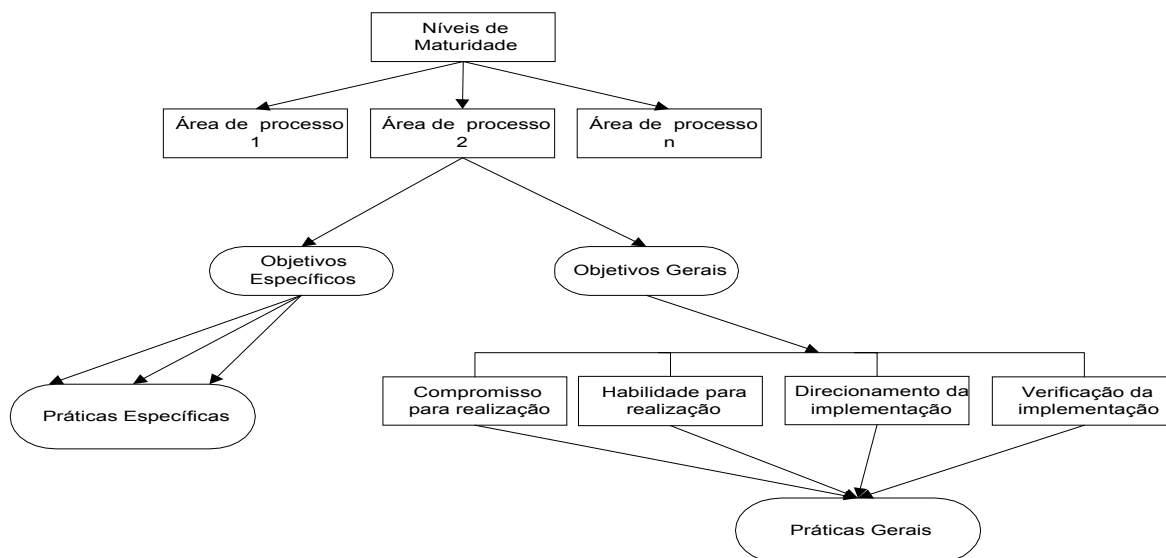 Níveis de
Maturidade
Área de processo
1
Área de processo
2
Área de processo
n
Objetivos
Específicos
Objetivos Gerais
Compromisso
para realização
Habilidade para
realização
Direcionamento da
implementação
Verificação da
implementação
Práticas Específicas
Práticas Gerais